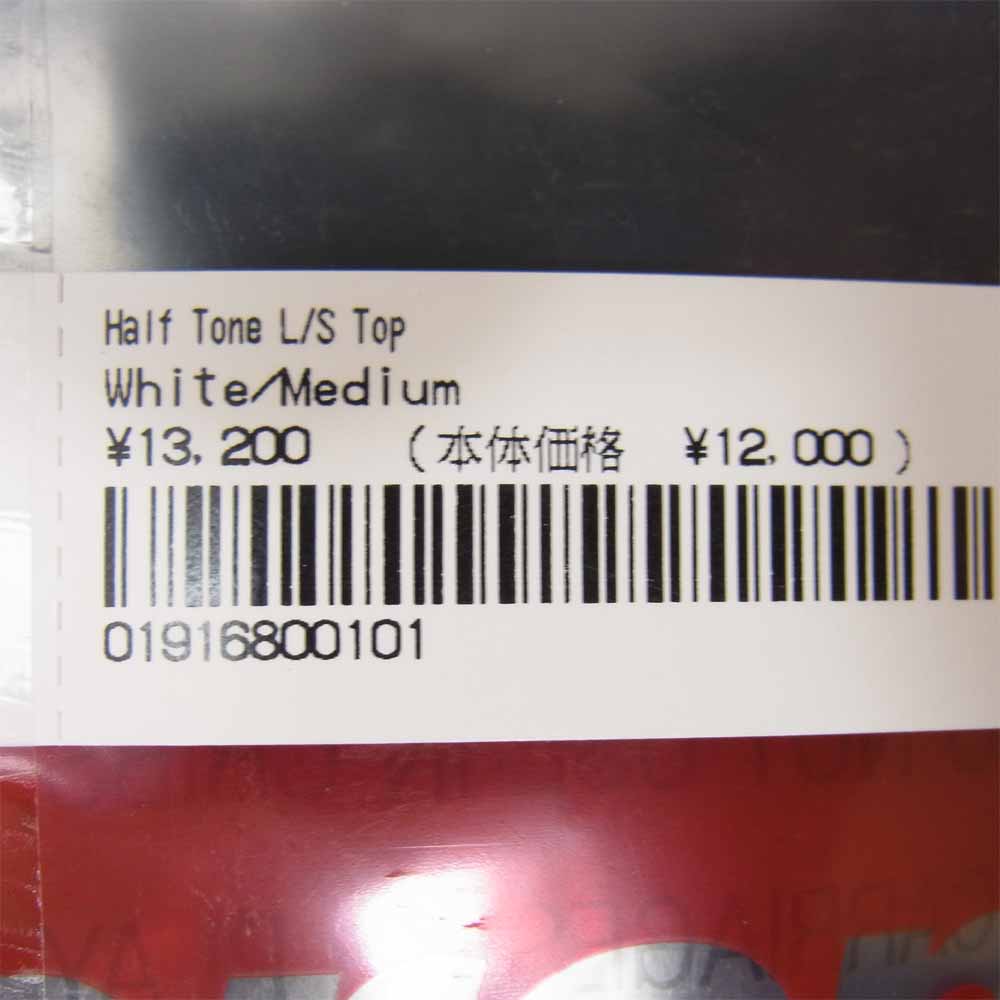 Half Tone L/S Top
White/Medium
¥13,200 (本体価格 ¥12,000)
01916800101